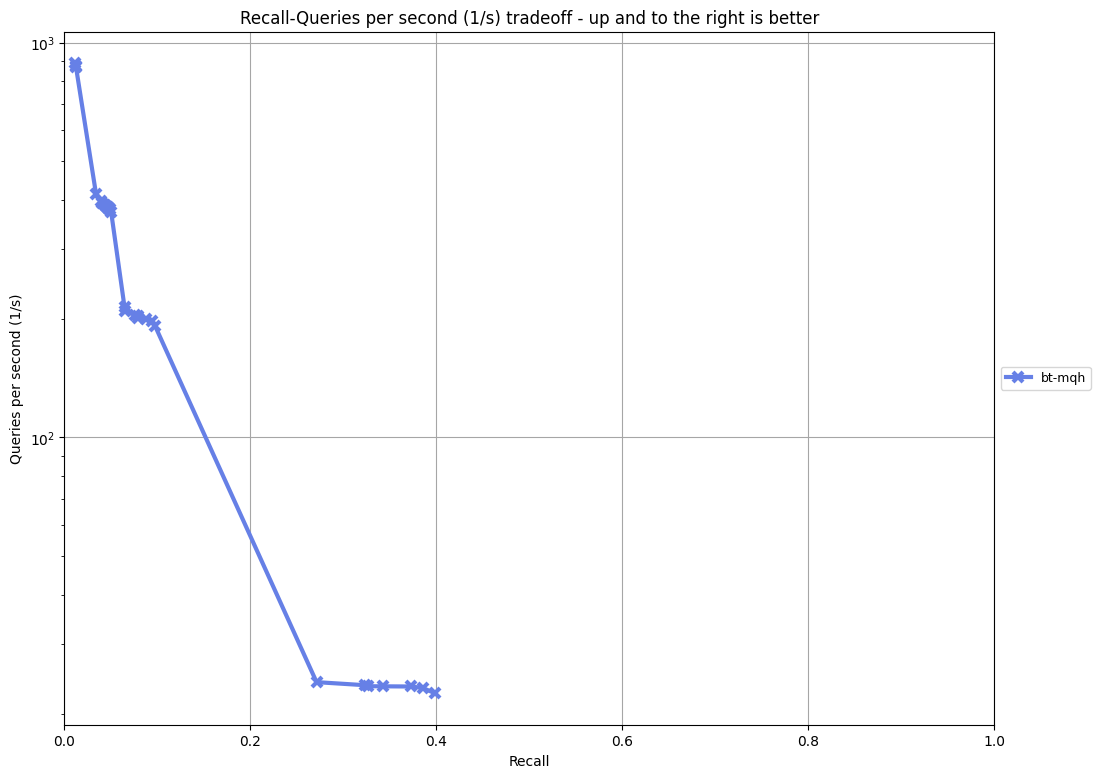 Recall-Queries per second (1/s) tradeoff - up and to the right is better
10³
10²
Queries per second (1/s)
0.0 0.2 0.4 0.6 0.8 1.0
Recall
bt-mqh